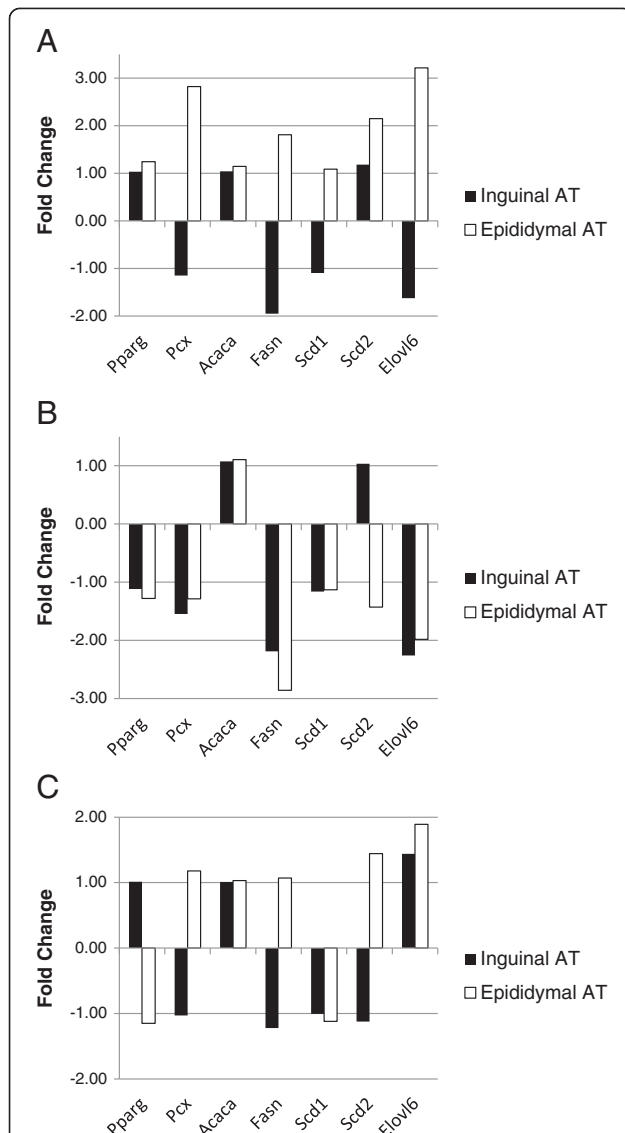 A
Fold Change
3.00
2.00
1.00
0.00
-1.00
-2.00
Pparg
Pcx
Acaca
Fasn
Scd1
Scd2
Elovl6
Inguinal AT
Epididymal AT
B
Fold Change
1.00
0.00
-1.00
-2.00
-3.00
Pparg
Pcx
Acaca
Fasn
Scd1
Scd2
Elovl6
Inguinal AT
Epididymal AT
C
Fold Change
2.00
1.00
0.00
-1.00
-2.00
Pparg
Pcx
Acaca
Fasn
Scd1
Scd2
Elovl6
Inguinal AT
Epididymal AT